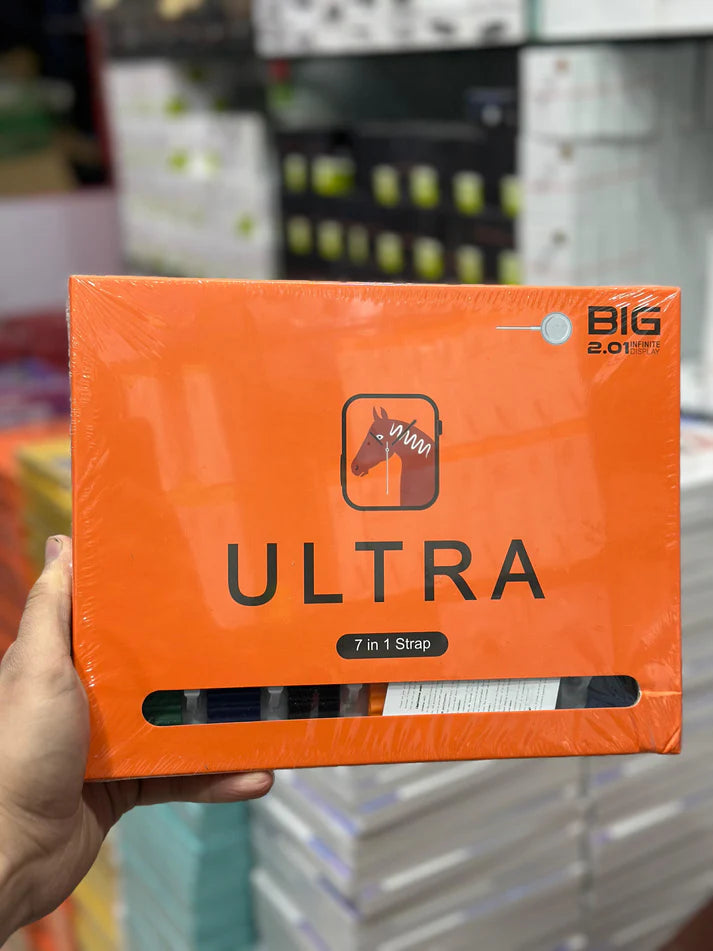 BIG
2.01 INFINITE
DISPLAY
ULTRA
7 in 1 Strap